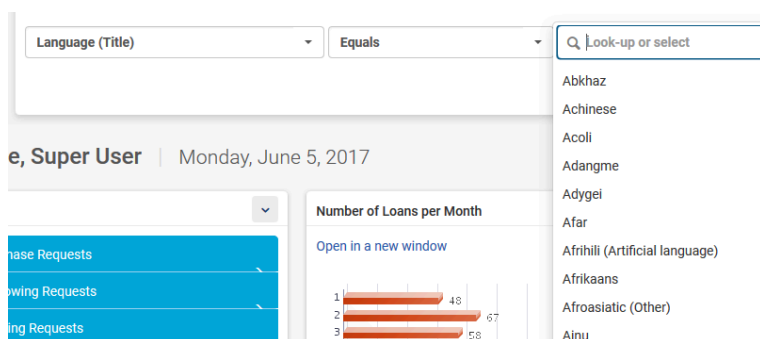 Language (Title)
Equals
Look-up or select
Abkhaz
Achinese
Acoli
Adangme
Adygei
Afar
Afrihili (Artificial language)
Afrikaans
Afroasiatic (Other)
Ainu
e, Super User
Monday, June 5, 2017
hase Requests
owing Requests
ing Requests
Number of Loans per Month
Open in a new window
1 48
2 67
3 58